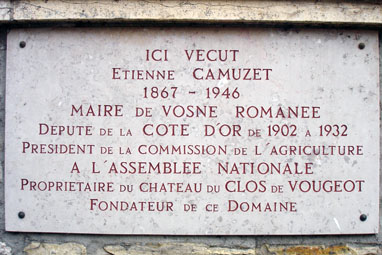 ICI VECUT
ETIENNE CAMUZET
1867 - 1946
MAIRE DE VOSNE ROMANEE
DEPUTE DE LA COTE D'OR DE 1902 A 1932
PRESIDENT DE LA COMMISSION DE L'AGRICULTURE
A L'ASSEMBLEE NATIONALE
PROPRIETAIRE DU CHATEAU DU CLOS DE VOUGEOT
FONDATEUR DE CE DOMAINE